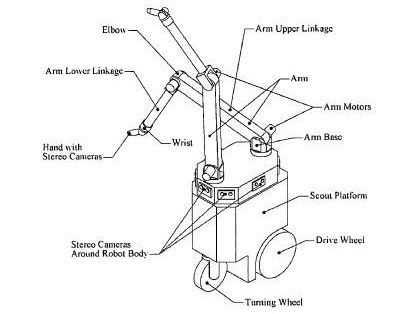 Elbow
Arm Upper Linkage
Arm Lower Linkage
Arm
Arm Motors
Hand with
Stereo Cameras
Wrist
Arm Base
Scout Platform
Stereo Cameras
Around Robot Body
Drive Wheel
Turning Wheel